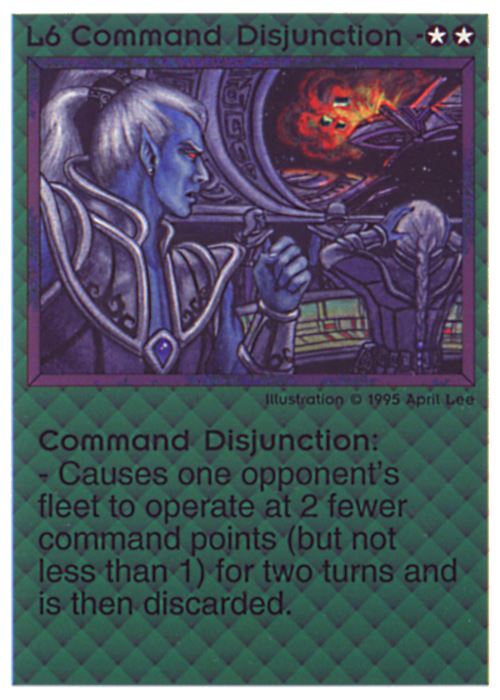 L6 Command Disjunction -★★
Illustration © 1995 April Lee
Command Disjunction:
- Causes one opponent's
fleet to operate at 2 fewer
command points (but not
less than 1) for two turns and
is then discarded.